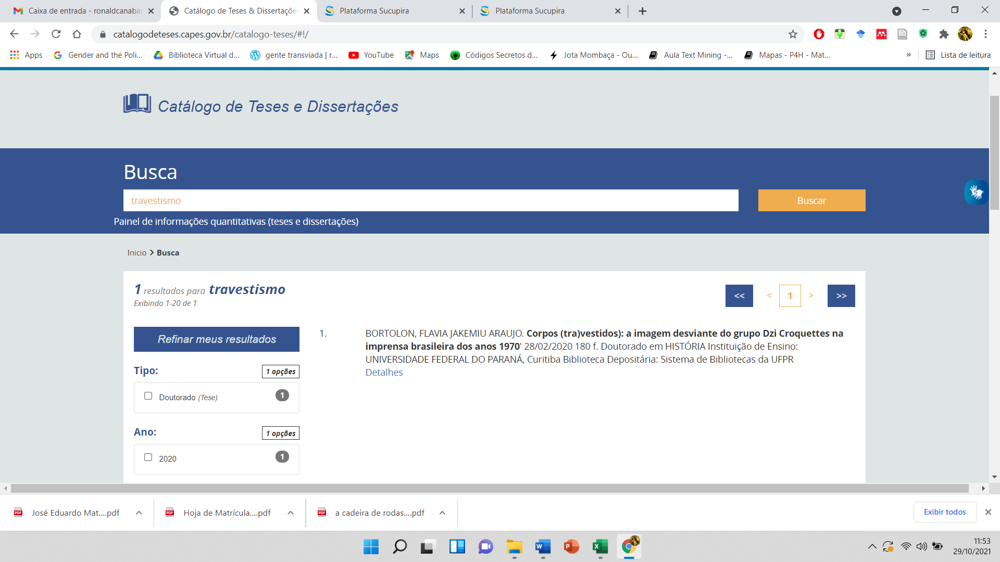 Caixa de entrada - ronaldcanabar
Catálogo de Teses & Dissertaçõe
Plataforma Sucupira
Plataforma Sucupira
catalogodeteses.capes.gov.br/catalogo-teses/#!/
Apps
Gender and the Poli...
Biblioteca Virtual d...
gente transviada | r...
YouTube
Maps
Códigos Secretos d...
Jota Mombaça - Ou...
Aula Text Mining -...
Mapas - P4H - Mat...
»
Lista de leitura
Catálogo de Teses e Dissertações
Busca
travestismo
Buscar
Painel de informações quantitativas (teses e dissertações)
Inicio > Busca
1 resultados para travestismo
Exibindo 1-20 de 1
<< < 1 > >>
Refinar meus resultados
Tipo: 1 opções
Doutorado (Tese) 1
Ano: 1 opções
2020 1
1. BORTOLON, FLAVIA JAKEMIU ARAUJO. Corpos (tra)vestidos): a imagem desviante do grupo Dzi Croquettes na
imprensa brasileira dos anos 1970' 28/02/2020 180 f. Doutorado em HISTÓRIA Instituição de Ensino:
UNIVERSIDADE FEDERAL DO PARANÁ, Curitiba Biblioteca Depositária: Sistema de Bibliotecas da UFPR
Detalhes
José Eduardo Mat....pdf
Hoja de Matrícula....pdf
a cadeira de rodas....pdf
Exibir todos
11:53
29/10/2021